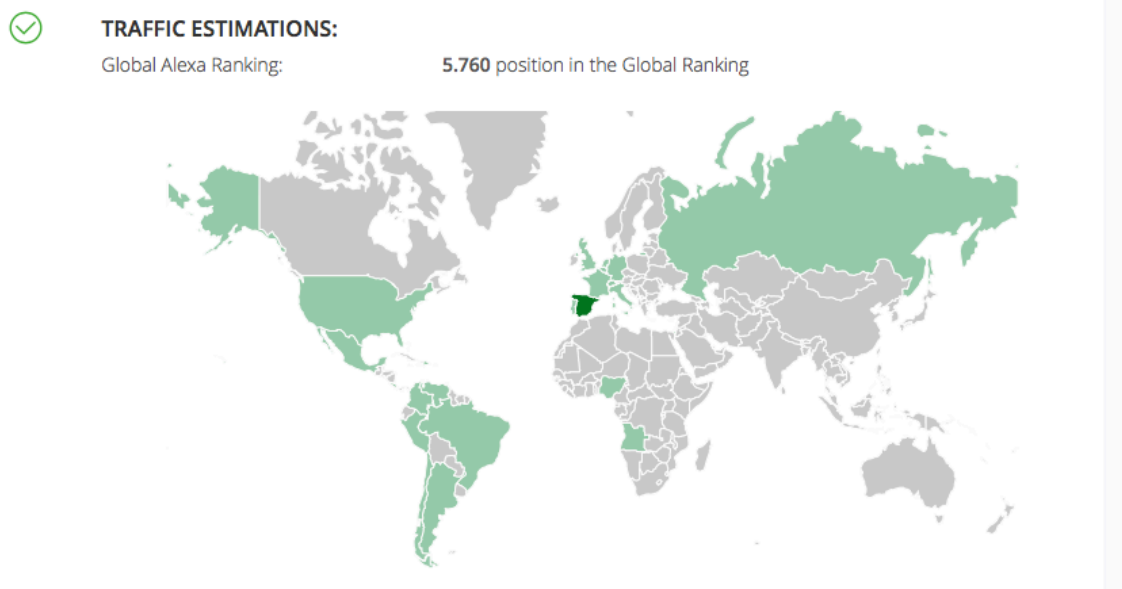 TRAFFIC ESTIMATIONS:
Global Alexa Ranking: 5.760 position in the Global Ranking